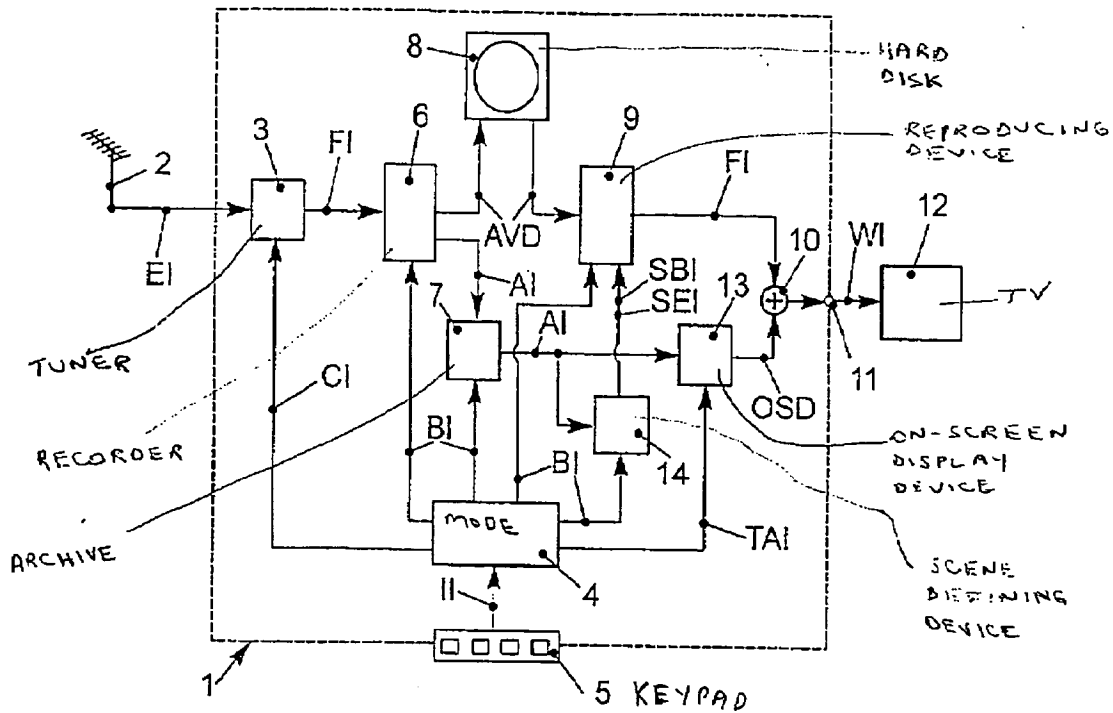 8
HARD
DISK
6
9
REPRODUCING
DEVICE
3
FI
FI
2
12
WI
10
AVD
EI
SBI
SEI
13
AI
7
AI
TV
TUNER
11
CI
OSD
BI
RECORDER
14
ON-SCREEN
DISPLAY
DEVICE
BI
MODE
ARCHIVE
TAI
4
SCENE
DEFINING
DEVICE
II
1
5 KEYPAD